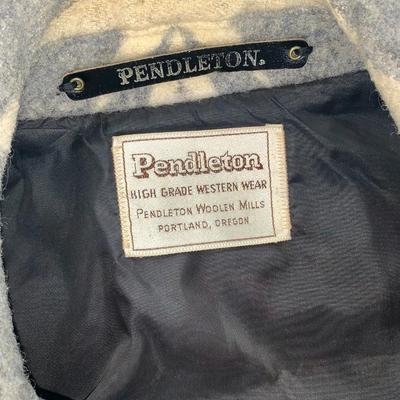 PENDLETON®
Pendleton
HIGH GRADE WESTERN WEAR
PENDLETON WOOLEN MILLS
PORTLAND, OREGON